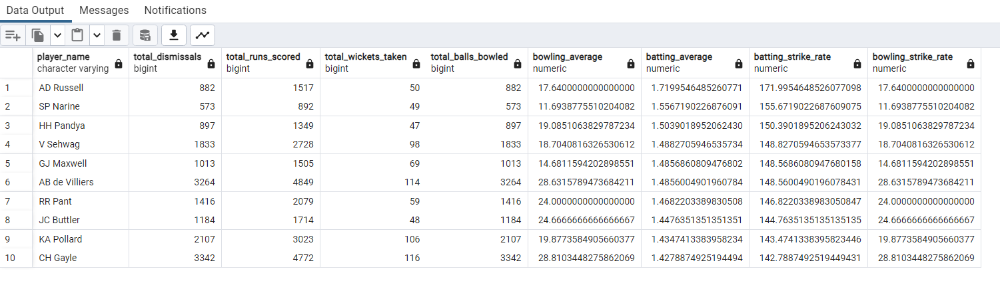 Data Output Messages Notifications
player_name total_dismissals total_runs_scored total_wickets_taken total_balls_bowled bowling_average batting_average batting_strike_rate bowling_strike_rate
character varying bigint bigint bigint bigint numeric numeric numeric numeric
1 AD Russell 882 1517 50 882 17.6400000000000000 1.7199546485260771 171.9954648526077098 17.6400000000000000
2 SP Narine 573 892 49 573 11.6938775510204082 1.5567190226876091 155.6719022687609075 11.6938775510204082
3 HH Pandya 897 1349 47 897 19.0851063829787234 1.5039018952062430 150.3901895206243032 19.0851063829787234
4 V Sehwag 1833 2728 98 1833 18.7040816326530612 1.4882705946535734 148.8270594653573377 18.7040816326530612
5 GJ Maxwell 1013 1505 69 1013 14.6811594202898551 1.4856860809476802 148.5686080947680158 14.6811594202898551
6 AB de Villiers 3264 4849 114 3264 28.6315789473684211 1.4856004901960784 148.5600490196078431 28.6315789473684211
7 RR Pant 1416 2079 59 1416 24.0000000000000000 1.4682203389830508 146.8220338983050847 24.0000000000000000
8 JC Buttler 1184 1714 48 1184 24.6666666666666667 1.4476351351351351 144.7635135135135135 24.6666666666666667
9 KA Pollard 2107 3023 106 2107 19.8773584905660377 1.4347413383958234 143.4741338395823446 19.8773584905660377
10 CH Gayle 3342 4772 116 3342 28.8103448275862069 1.4278874925194494 142.7887492519449431 28.8103448275862069